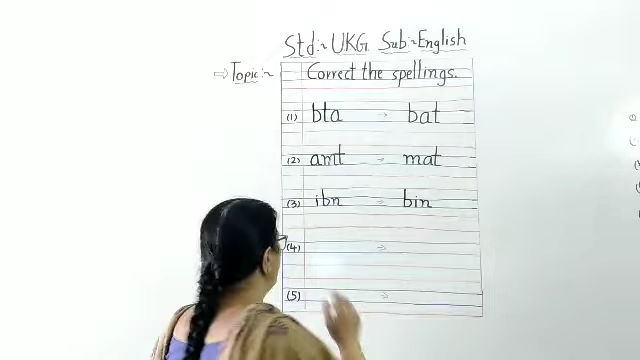 Std:~ UKG Sub:~English
⇨ Topic:~ Correct the spellings.
(1) bta → bat
(2) amt → mat
(3) ibn → bin
(4) →
(5) →